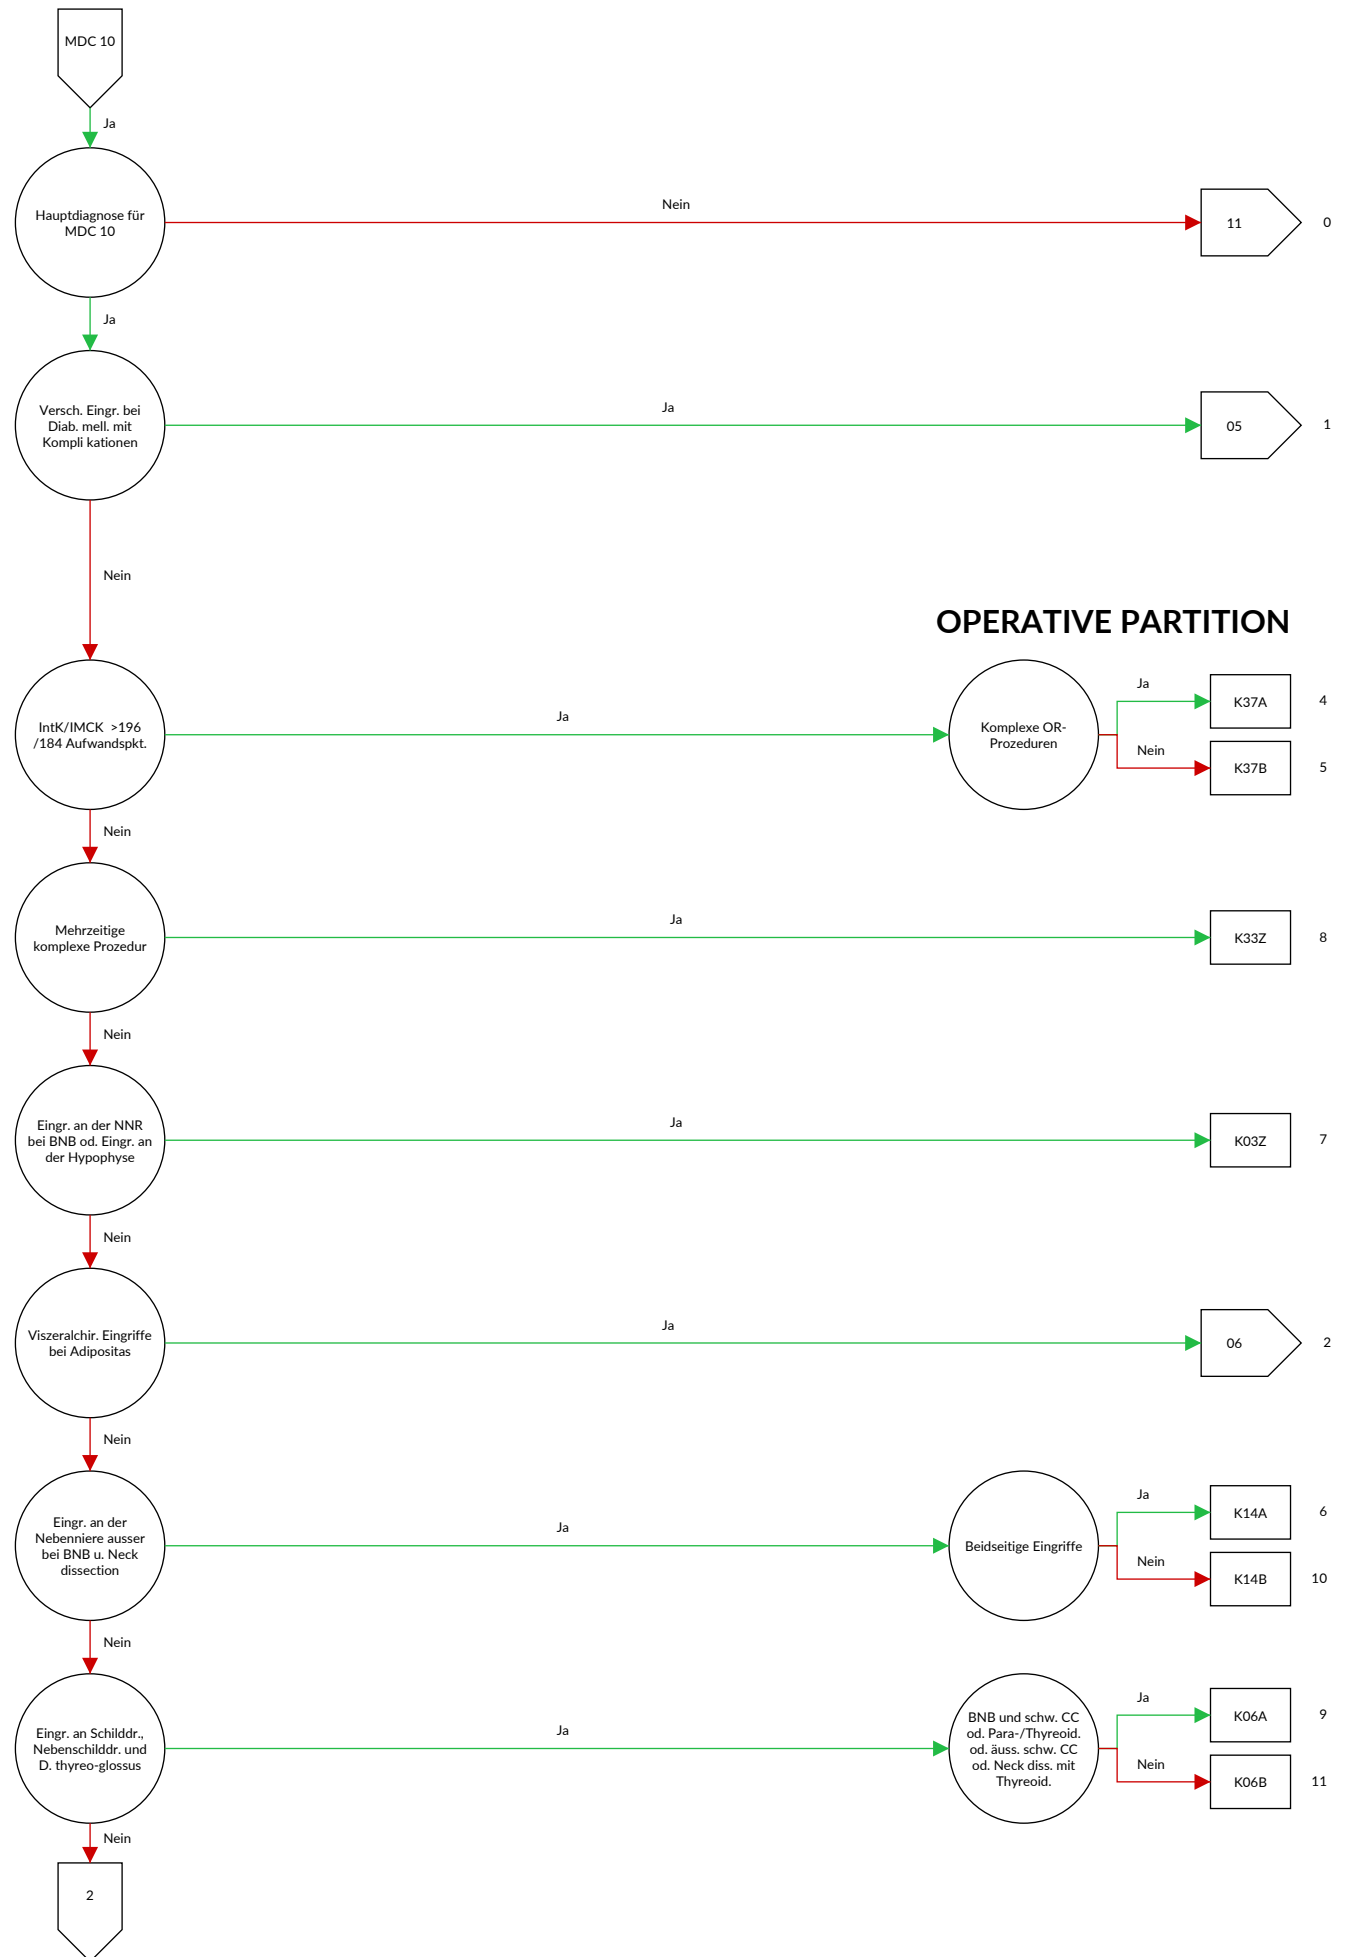 MDC 10
Ja
Hauptdiagnose für
MDC 10
Nein
11
0
Ja
Versch. Eingr. bei
Diab. mell. mit
Kompli kationen
Ja
05
1
Nein
OPERATIVE PARTITION
IntK/IMCK >196
/184 Aufwandspkt.
Ja
Komplexe OR-
Prozeduren
Ja
K37A
4
Nein
K37B
5
Nein
Mehrzeitige
komplexe Prozedur
Ja
K33Z
8
Nein
Eingr. an der NNR
bei BNB od. Eingr. an
der Hypophyse
Ja
K03Z
7
Nein
Viszeralchir. Eingriffe
bei Adipositas
Ja
06
2
Nein
Eingr. an der
Nebenniere ausser
bei BNB u. Neck
dissection
Ja
Beidseitige Eingriffe
Ja
K14A
6
Nein
K14B
10
Nein
Eingr. an Schilddr.,
Nebenschilddr. und
D. thyreo-glossus
Ja
BNB und schw. CC
od. Para-/Thyreoid.
od. äuss. schw. CC
od. Neck diss. mit
Thyreoid.
Ja
K06A
9
Nein
K06B
11
Nein
2